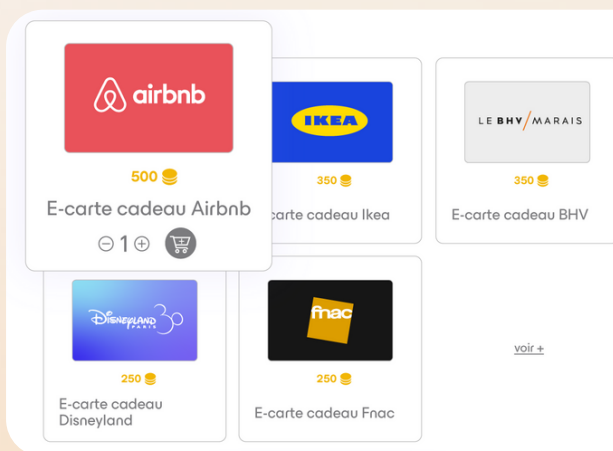 airbnb
500
E-carte cadeau Airbnb
1
IKEA
350
carte cadeau Ikea
LE BHV/MARAIS
350
E-carte cadeau BHV
Disneyland
PARIS
30
250
E-carte cadeau
Disneyland
fnac
250
E-carte cadeau Fnac
voir +